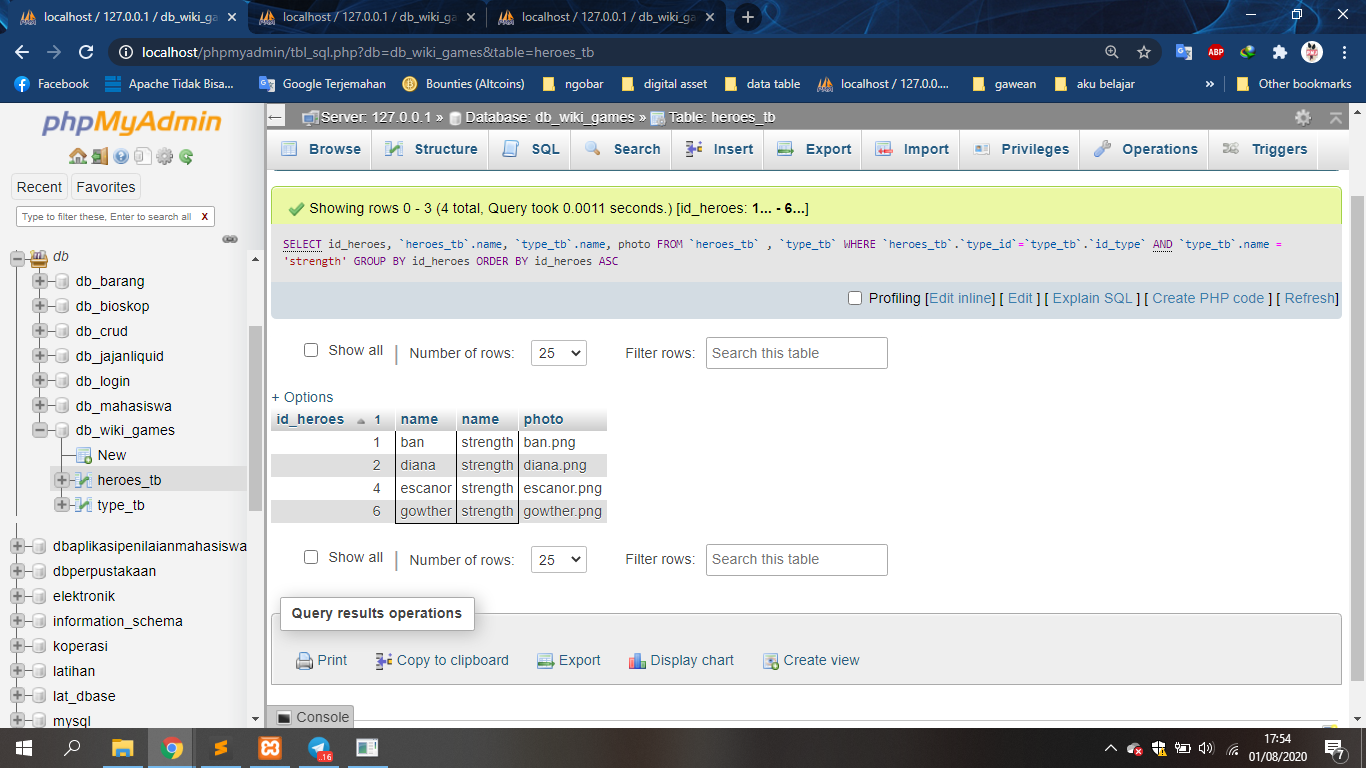 localhost / 127.0.0.1 / db_wiki_ga
localhost / 127.0.0.1 / db_wiki_ga
localhost / 127.0.0.1 / db_wiki_ga
localhost/phpmyadmin/tbl_sql.php?db=db_wiki_games&table=heroes_tb
ABP
Facebook
Apache Tidak Bisa...
Google Terjemahan
Bounties (Altcoins)
ngobar
digital asset
data table
localhost / 127.0.0....
gawean
aku belajar
»
Other bookmarks
phpMyAdmin
Recent
Favorites
Type to filter these, Enter to search all X
db
db_barang
db_bioskop
db_crud
db_jajanliquid
db_login
db_mahasiswa
db_wiki_games
New
heroes_tb
type_tb
dbaplikasipenilaianmahasiswa
dbperpustakaan
elektronik
information_schema
koperasi
latihan
lat_dbase
mysql
Server: 127.0.0.1 » Database: db_wiki_games » Table: heroes_tb
Browse
Structure
SQL
Search
Insert
Export
Import
Privileges
Operations
Triggers
Showing rows 0 - 3 (4 total, Query took 0.0011 seconds.) [id_heroes: 1... - 6...]
SELECT id_heroes, `heroes_tb`.name, `type_tb`.name, photo FROM `heroes_tb` , `type_tb` WHERE `heroes_tb`.`type_id`=`type_tb`.`id_type` AND `type_tb`.name =
'strength' GROUP BY id_heroes ORDER BY id_heroes ASC
Profiling [Edit inline] [ Edit ] [ Explain SQL ] [ Create PHP code ] [ Refresh]
Show all | Number of rows: 25 Filter rows: Search this table
+ Options
id_heroes 1 name name photo
1 ban strength ban.png
2 diana strength diana.png
4 escanor strength escanor.png
6 gowther strength gowther.png
Show all | Number of rows: 25 Filter rows: Search this table
Query results operations
Print
Copy to clipboard
Export
Display chart
Create view
Console
..16
17:54
01/08/2020
7